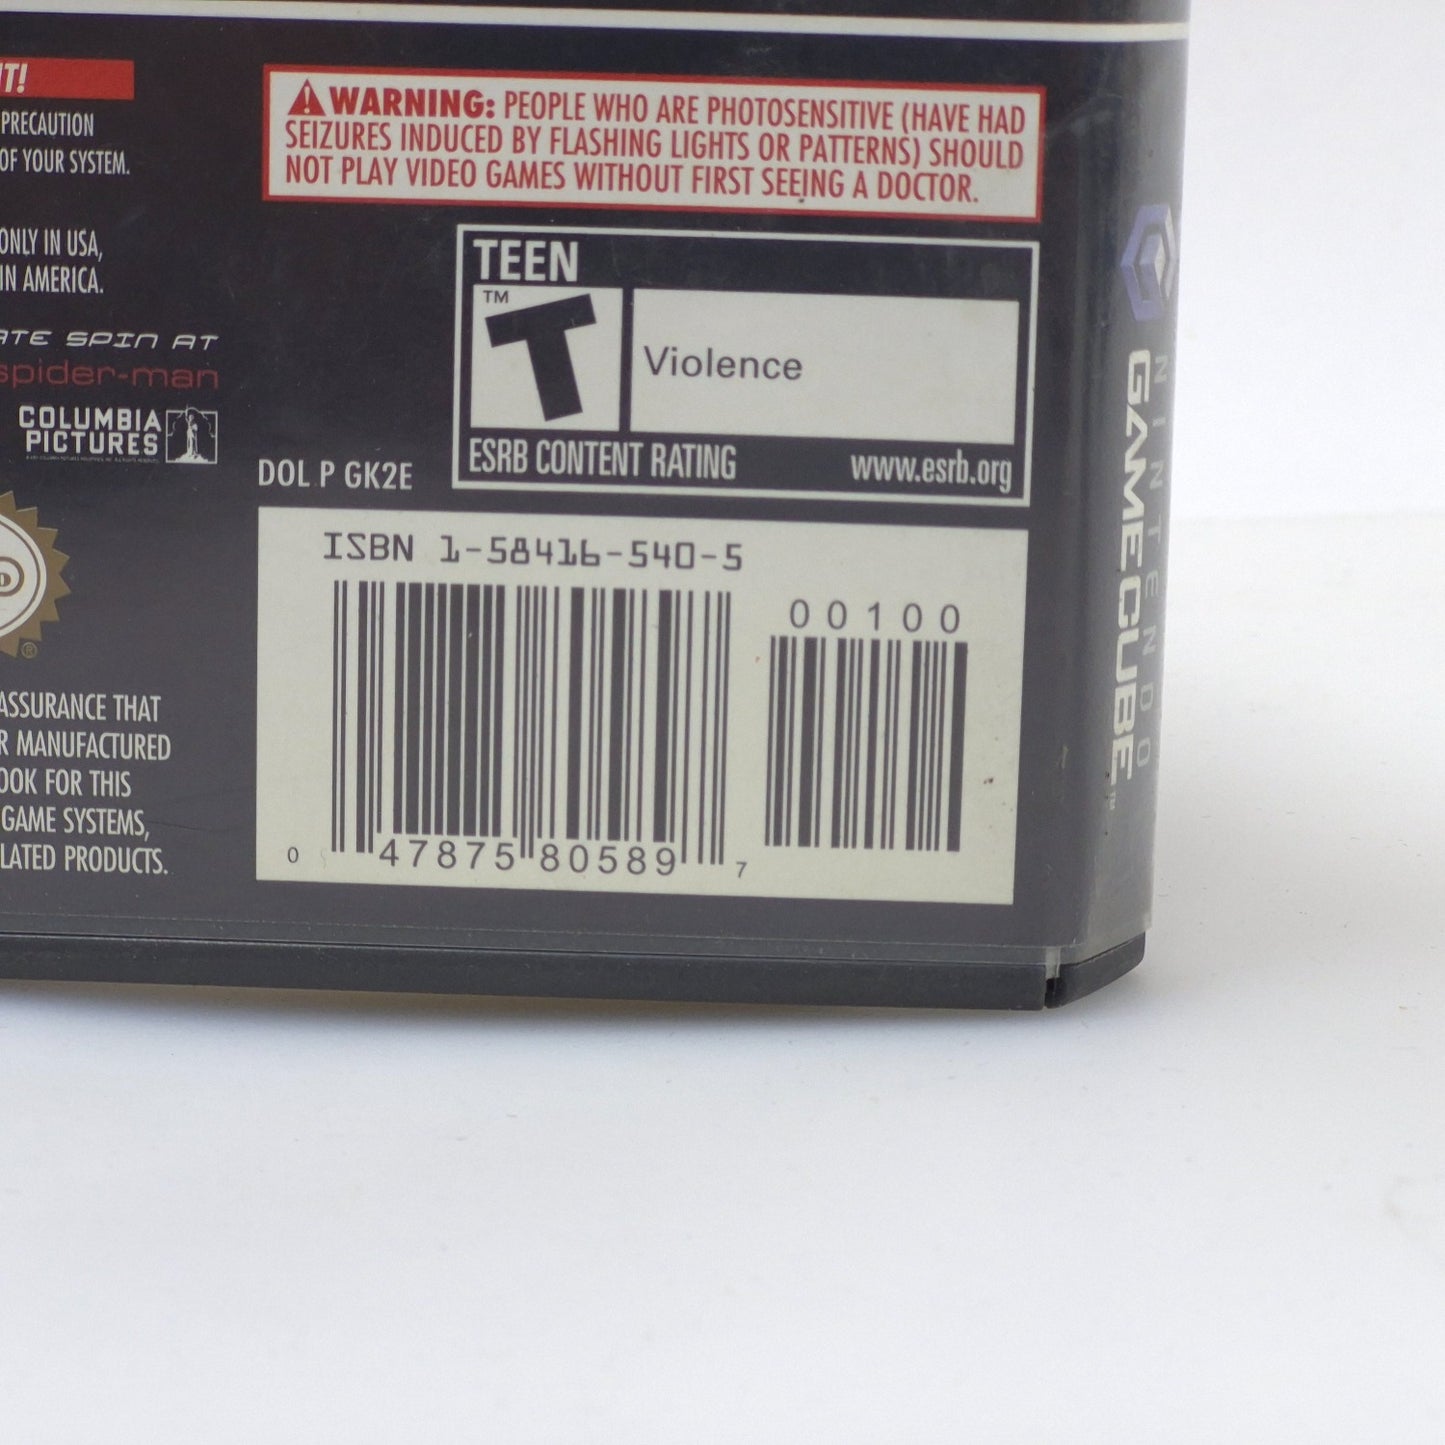 IT!
PRECAUTION
OF YOUR SYSTEM.
ONLY IN USA,
IN AMERICA.
ATE SPIN AT
spider-man
COLUMBIA
PICTURES
®
ASSURANCE THAT
R MANUFACTURED
OOK FOR THIS
GAME SYSTEMS,
LATED PRODUCTS.
WARNING: PEOPLE WHO ARE PHOTOSENSITIVE (HAVE HAD
SEIZURES INDUCED BY FLASHING LIGHTS OR PATTERNS) SHOULD
NOT PLAY VIDEO GAMES WITHOUT FIRST SEEING A DOCTOR.
TEEN
™
T
Violence
ESRB CONTENT RATING www.esrb.org
DOL P GK2E
ISBN 1-58416-540-5
00100
0 47875 80589 7
NINTENDO
GAMECUBE™